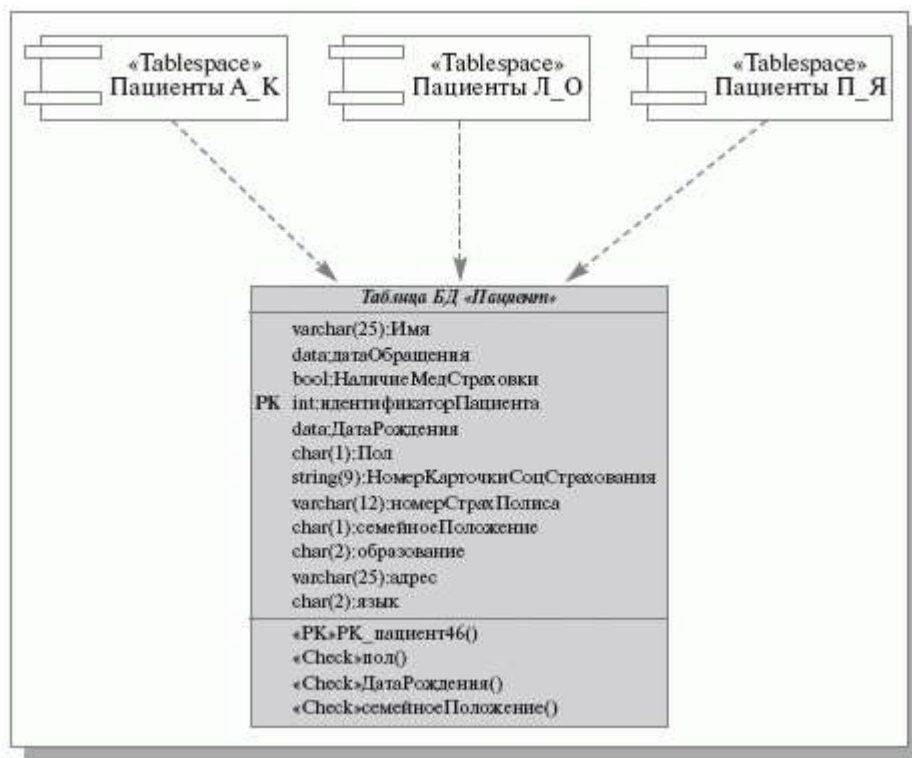 «Tablespace»
Пациенты А_К
«Tablespace»
Пациенты Л_О
«Tablespace»
Пациенты П_Я
Таблица БД «Пациент»
varchar(25):Имя
data:датаОбращения
bool:НаличиеМедСтраховки
PK int:идентификаторПациента
data:ДатаРождения
char(1):Пол
string(9):НомерКарточкиСоцСтрахования
varchar(12):номерСтрахПолиса
char(1):семейноеПоложение
char(2):образование
varchar(25):адрес
char(2):язык
«PK»PK_пациент46()
«Check»пол()
«Check»ДатаРождения()
«Check»семейноеПоложение()